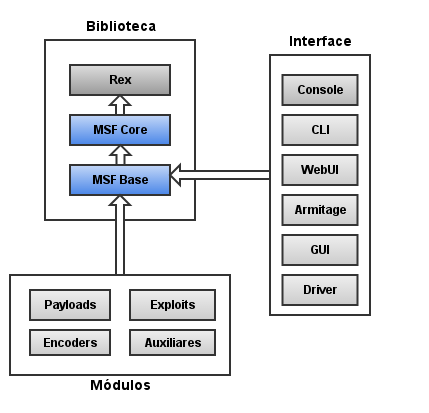 Biblioteca
Rex
MSF Core
MSF Base
Interface
Console
CLI
WebUI
Armitage
GUI
Driver
Payloads
Exploits
Encoders
Auxiliares
Módulos